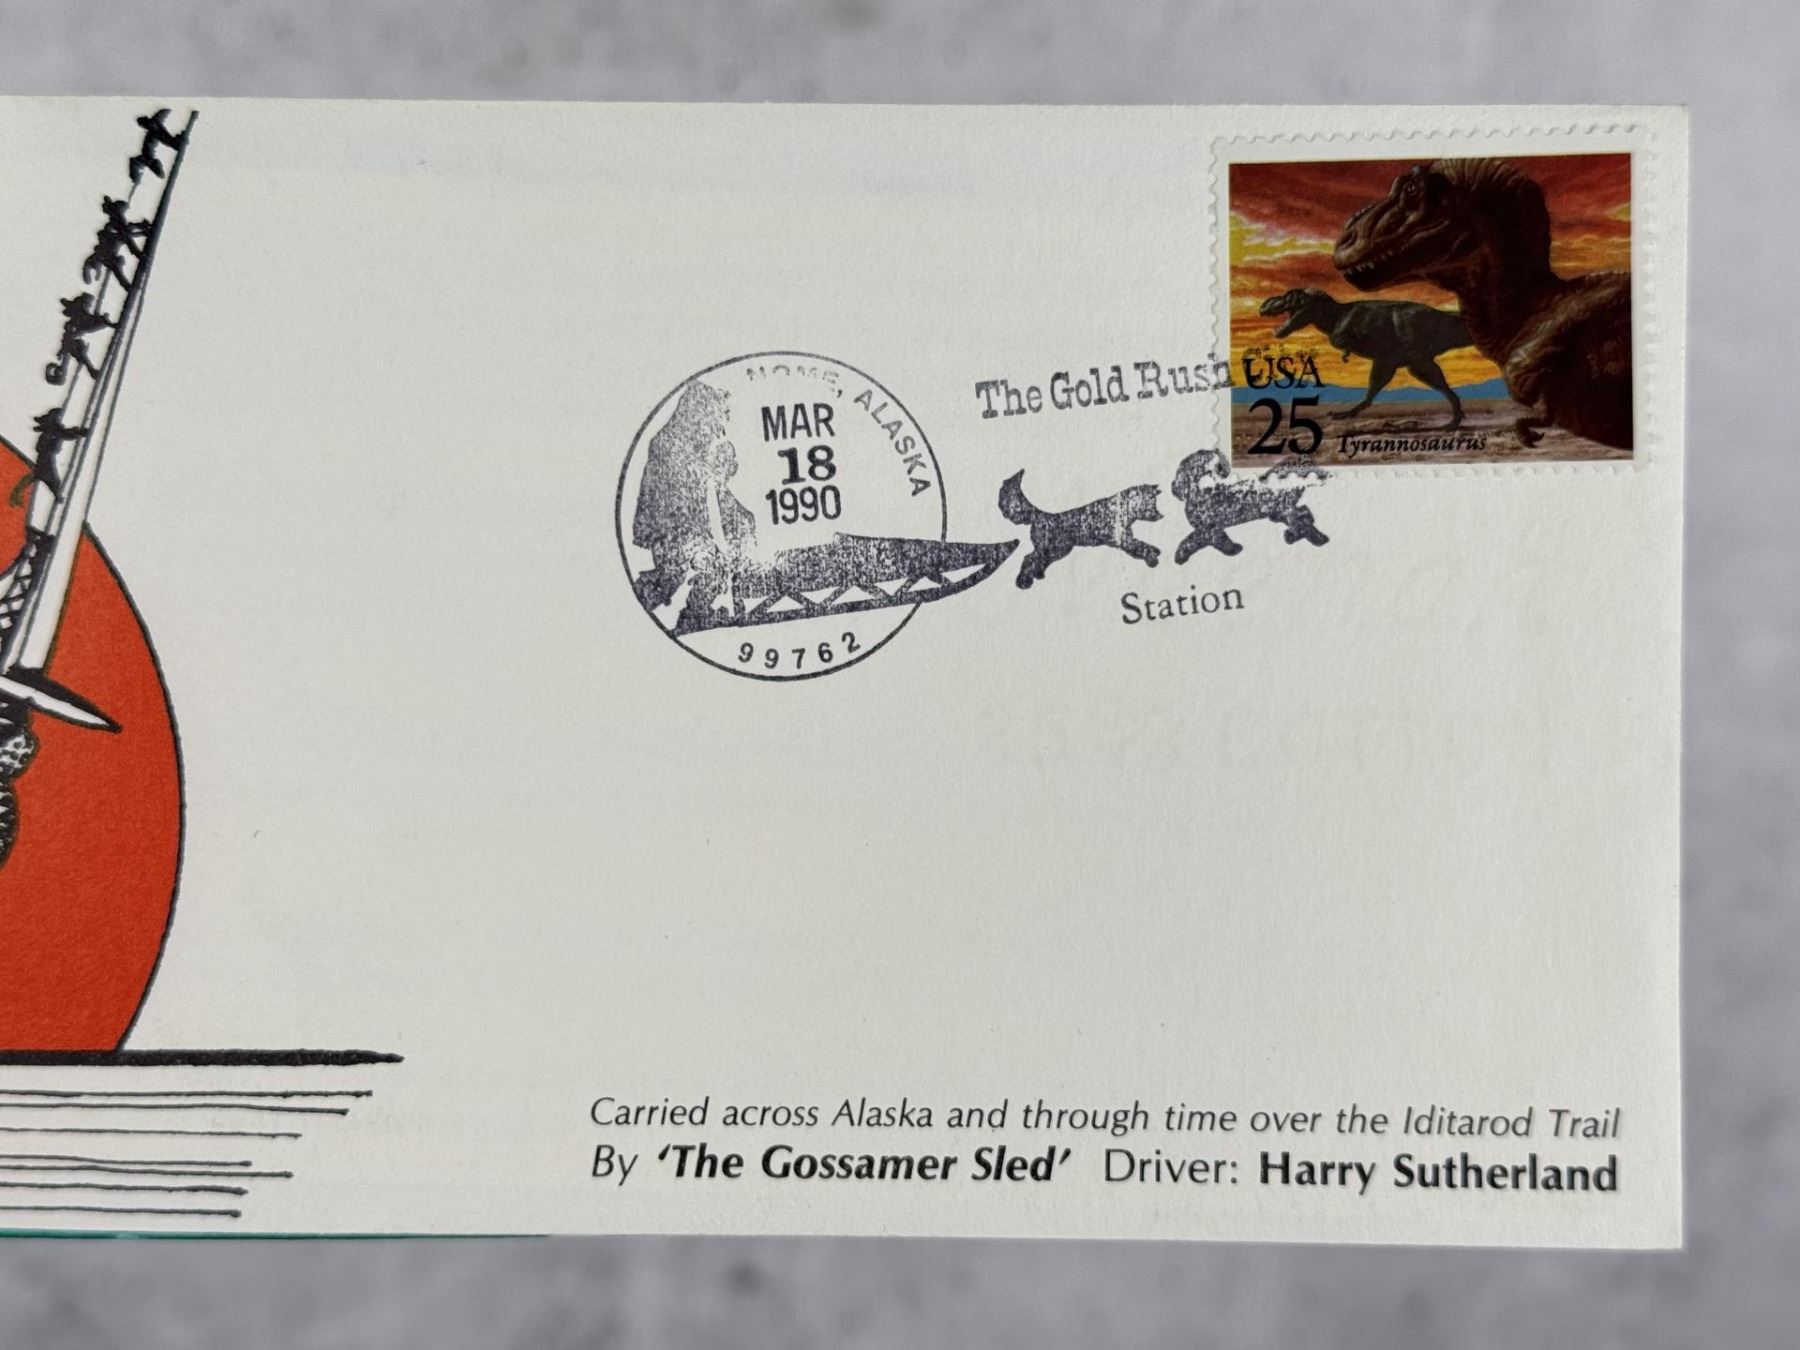 USA
25
Tyrannosaurus
The Gold Rush
Station
NOME, ALASKA
MAR
18
1990
99762
Carried across Alaska and through time over the Iditarod Trail
By ‘The Gossamer Sled’ Driver: Harry Sutherland